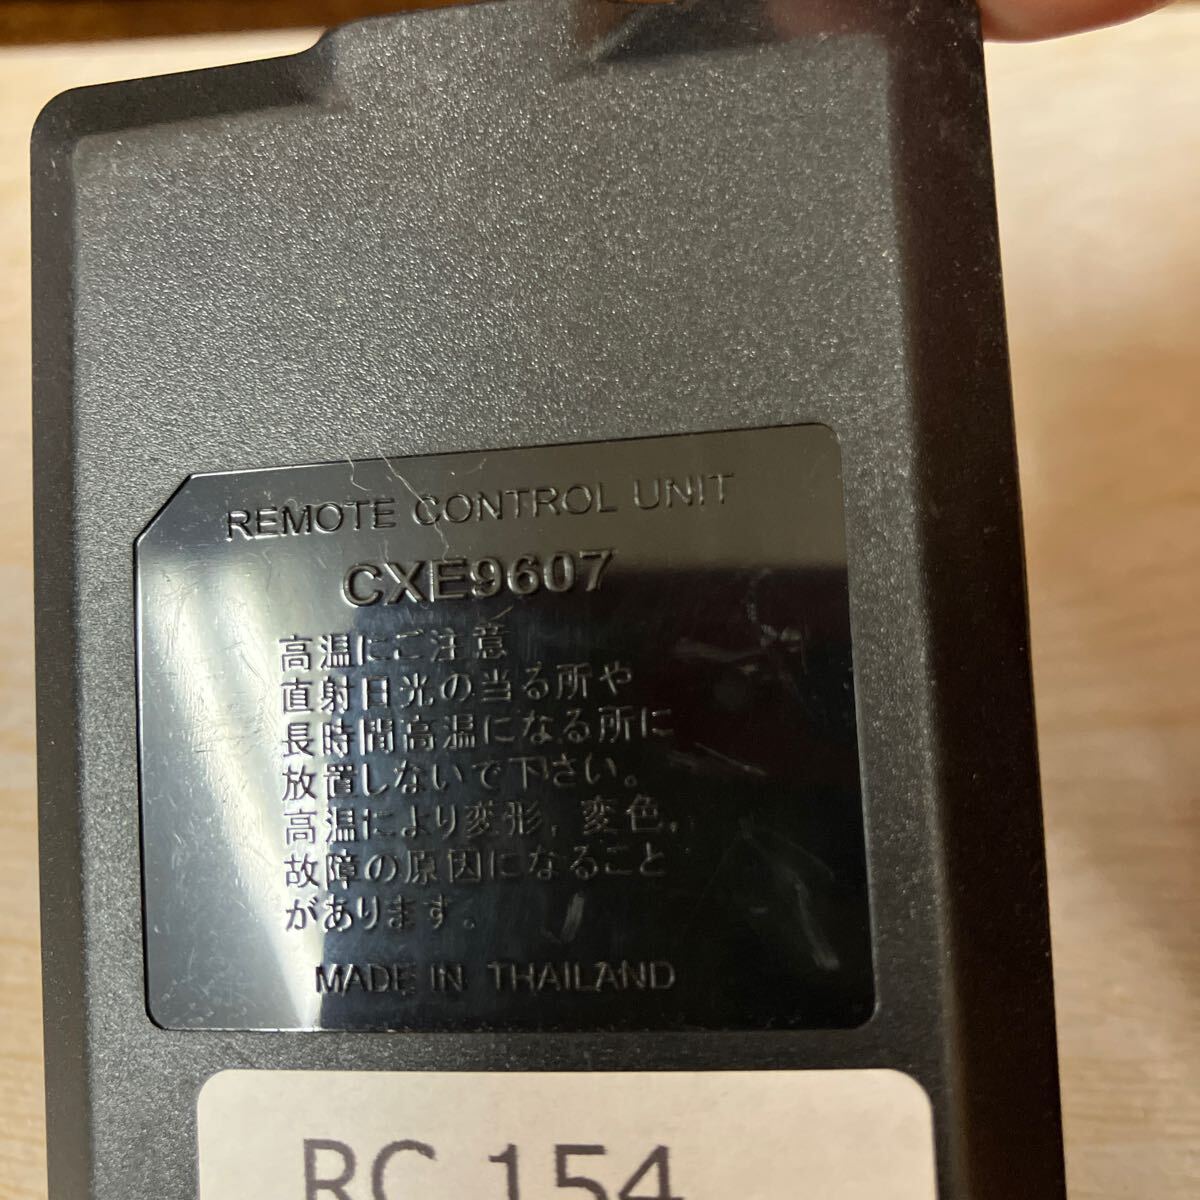 REMOTE CONTROL UNIT
CXE9607
高温にご注意
直射日光の当る所や
長時間高温になる所に
放置しないで下さい。
高温により変形,変色,
故障の原因になること
があります。
MADE IN THAILAND
RC 154